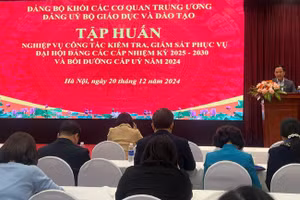 ĐẢNG BỘ KHỐI CÁC CƠ QUAN TRUNG ƯƠNG
ĐẢNG UỶ BỘ GIÁO DỤC VÀ ĐÀO TẠO
TẬP HUẤN
NGHIỆP VỤ CÔNG TÁC KIỂM TRA, GIÁM SÁT PHỤC VỤ
ĐẠI HỘI ĐẢNG CÁC CẤP NHIỆM KỲ 2025 - 2030
VÀ BỒI DƯỠNG CẤP UỶ NĂM 2024
Hà Nội, ngày 20 tháng 12 năm 2024